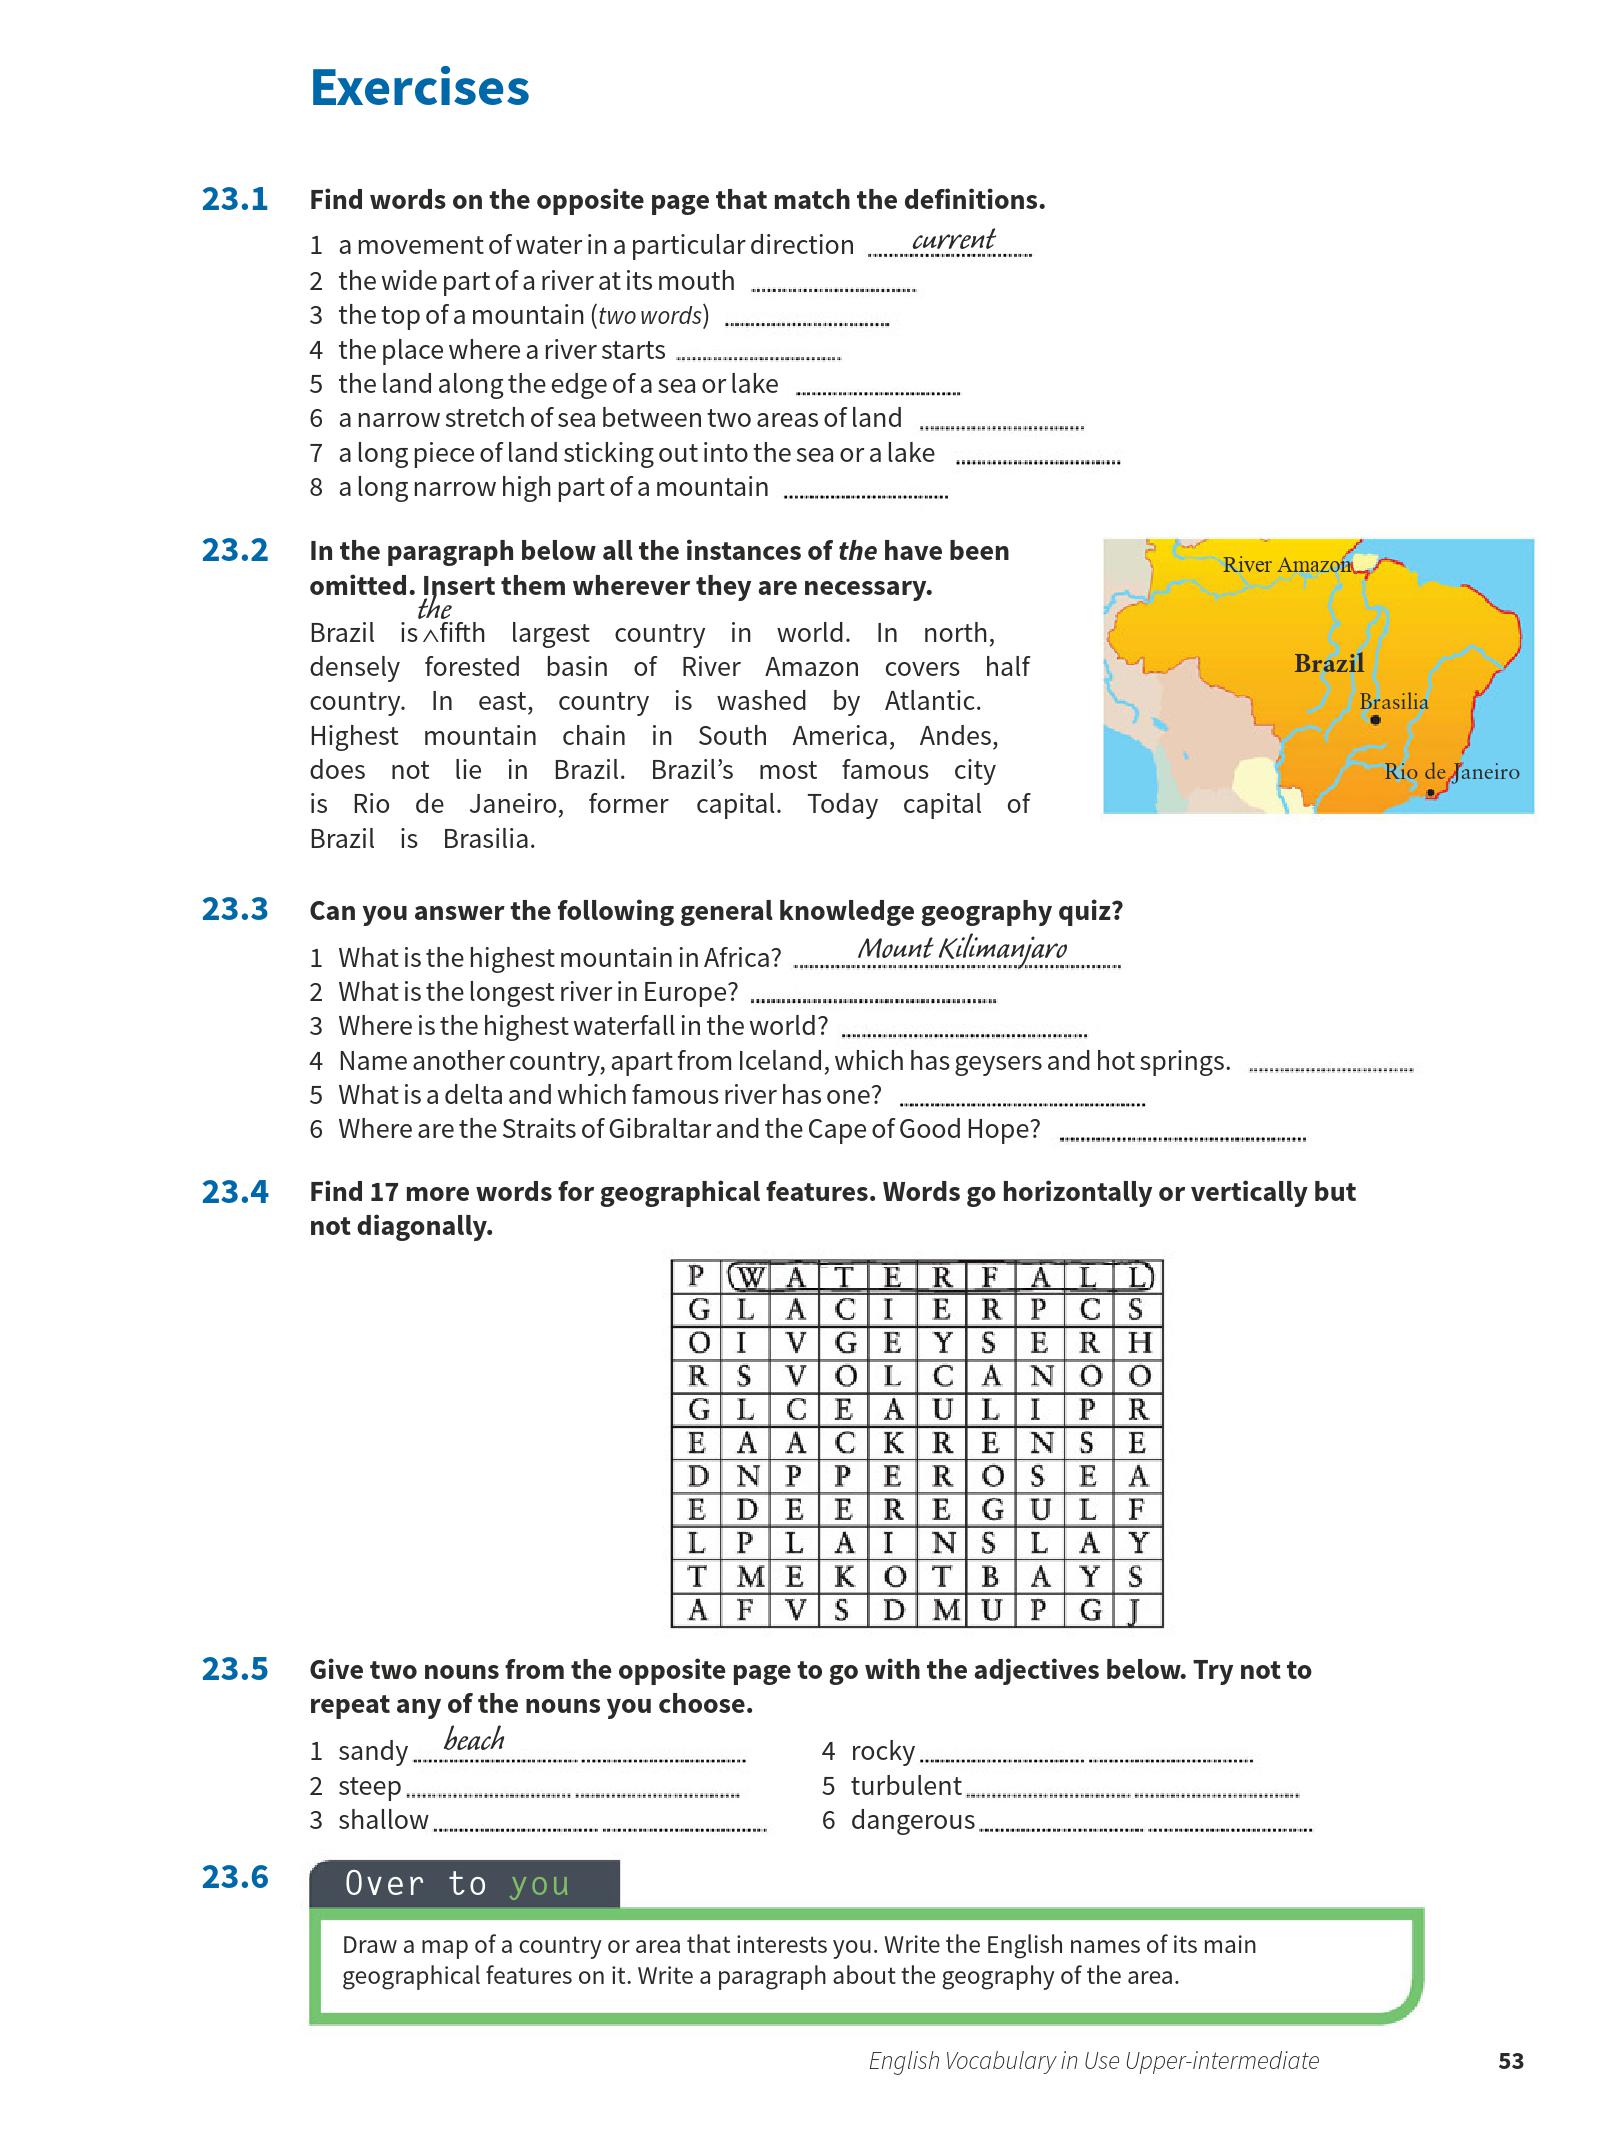 Exercises
23.1 Find words on the opposite page that match the definitions.
1 a movement of water in a particular direction current
2 the wide part of a river at its mouth
3 the top of a mountain (two words)
4 the place where a river starts
5 the land along the edge of a sea or lake
6 a narrow stretch of sea between two areas of land
7 a long piece of land sticking out into the sea or a lake
8 a long narrow high part of a mountain
23.2 In the paragraph below all the instances of the have been
omitted. Insert them wherever they are necessary.
the
Brazil is ^ fifth largest country in world. In north,
densely forested basin of River Amazon covers half
country. In east, country is washed by Atlantic.
Highest mountain chain in South America, Andes,
does not lie in Brazil. Brazil's most famous city
is Rio de Janeiro, former capital. Today capital of
Brazil is Brasilia.
River Amazon
Brazil
Brasilia
Rio de Janeiro
23.3 Can you answer the following general knowledge geography quiz?
1 What is the highest mountain in Africa? Mount Kilimanjaro
2 What is the longest river in Europe?
3 Where is the highest waterfall in the world?
4 Name another country, apart from Iceland, which has geysers and hot springs.
5 What is a delta and which famous river has one?
6 Where are the Straits of Gibraltar and the Cape of Good Hope?
23.4 Find 17 more words for geographical features. Words go horizontally or vertically but
not diagonally.
P W A T E R F A L L
G L A C I E R P C S
O I V G E Y S E R H
R S V O L C A N O O
G L C E A U L I P R
E A A C K R E N S E
D N P P E R O S E A
E D E E R E G U L F
L P L A I N S L A Y
T M E K O T B A Y S
A F V S D M U P G J
23.5 Give two nouns from the opposite page to go with the adjectives below. Try not to
repeat any of the nouns you choose.
1 sandy beach
2 steep
3 shallow
4 rocky
5 turbulent
6 dangerous
23.6 Over to you
Draw a map of a country or area that interests you. Write the English names of its main
geographical features on it. Write a paragraph about the geography of the area.
English Vocabulary in Use Upper-intermediate 53